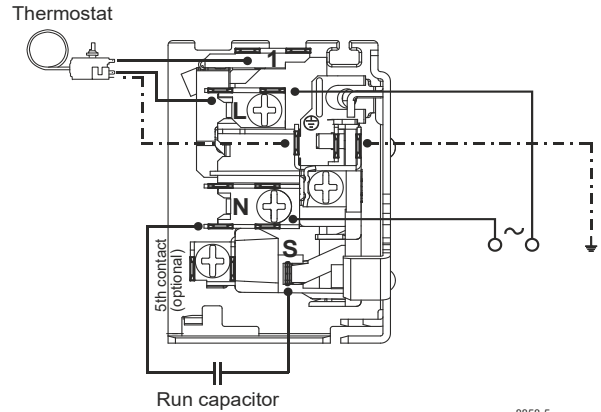 Thermostat
1
L
N
S
5th contact
(optional)
Run capacitor